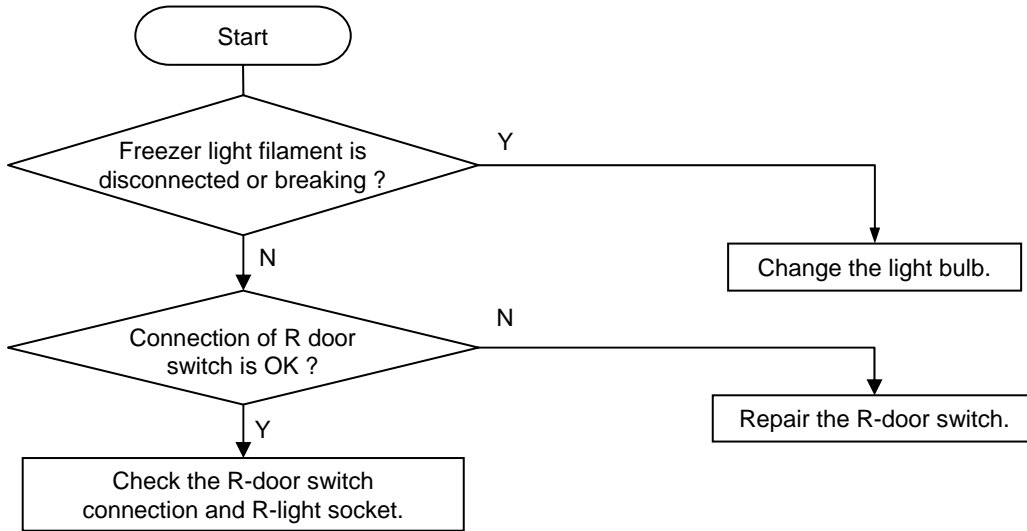 Start
Freezer light filament is
disconnected or breaking ?
Y
N
Change the light bulb.
Connection of R door
switch is OK ?
N
Y
Repair the R-door switch.
Check the R-door switch
connection and R-light socket.